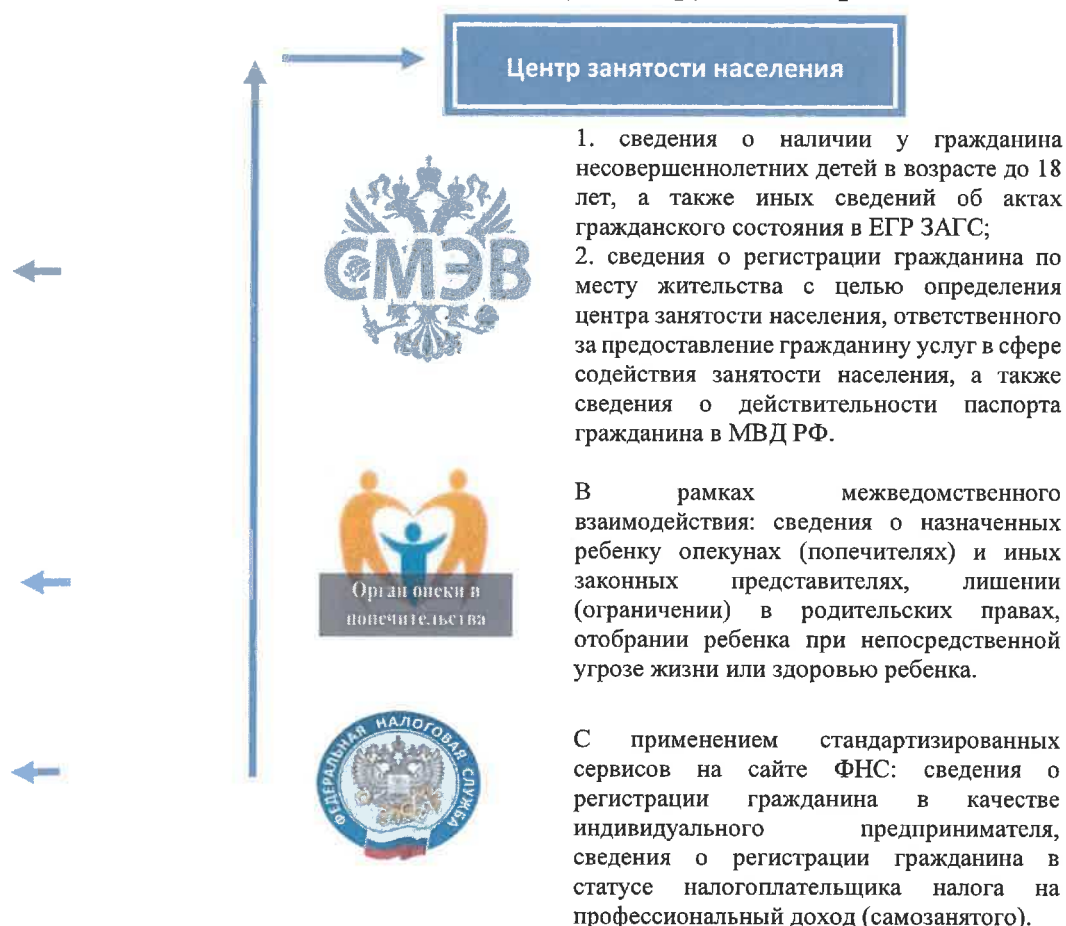 Центр занятости населения
1. сведения о наличии у гражданина
несовершеннолетних детей в возрасте до 18
лет, а также иных сведений об актах
гражданского состояния в ЕГР ЗАГС;
2. сведения о регистрации гражданина по
месту жительства с целью определения
центра занятости населения, ответственного
за предоставление гражданину услуг в сфере
содействия занятости населения, а также
сведения о действительности паспорта
гражданина в МВД РФ.
СМЭВ
В рамках межведомственного
взаимодействия: сведения о назначенных
ребенку опекунах (попечителях) и иных
законных представителях, лишении
(ограничении) в родительских правах,
отобрании ребенка при непосредственной
угрозе жизни или здоровью ребенка.
Орган опеки и
попечительства
С применением стандартизированных
сервисов на сайте ФНС: сведения о
регистрации гражданина в качестве
индивидуального предпринимателя,
сведения о регистрации гражданина в
статусе налогоплательщика налога на
профессиональный доход (самозанятого).
ФЕДЕРАЛЬНАЯ НАЛОГОВАЯ СЛУЖБА